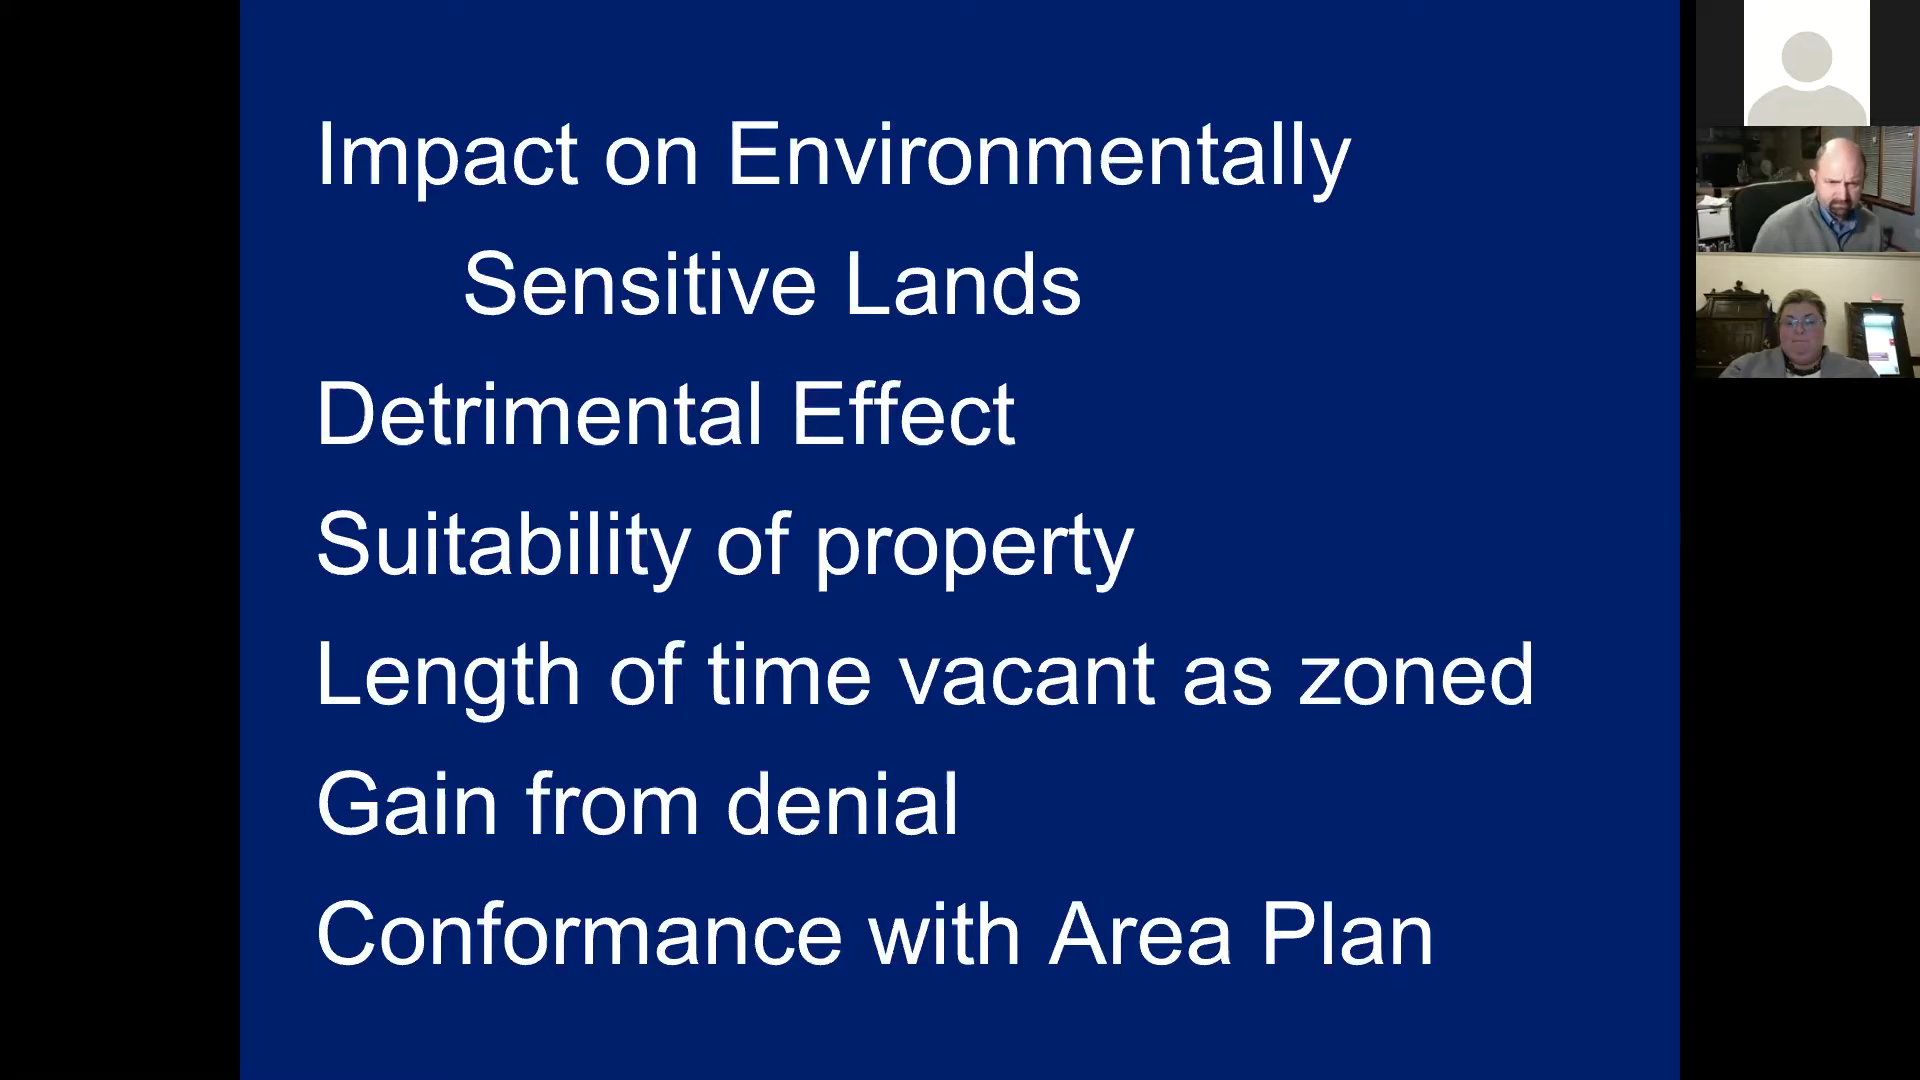 Impact on Environmentally
Sensitive Lands
Detrimental Effect
Suitability of property
Length of time vacant as zoned
Gain from denial
Conformance with Area Plan